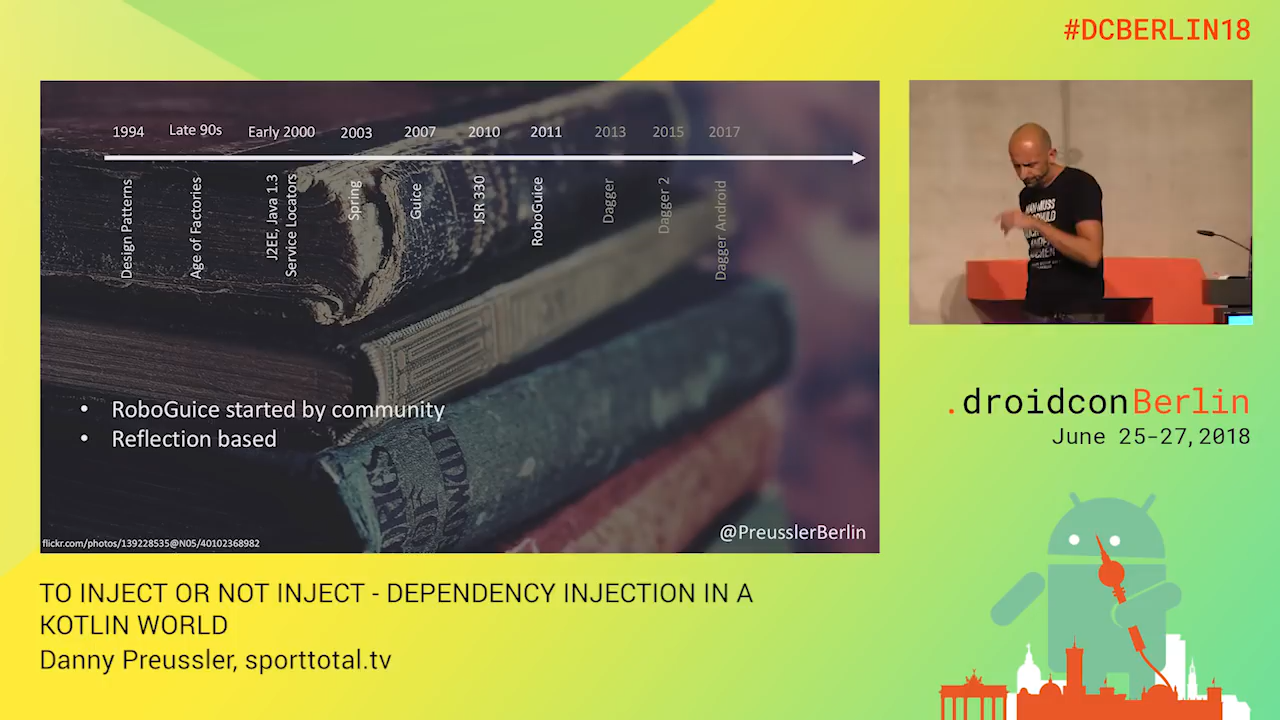 #DCBERLIN18
1994 Late 90s Early 2000 2003 2007 2010 2011 2013 2015 2017
Design Patterns
Age of Factories
J2EE, Java 1.3
Service Locators
Spring
Guice
JSR 330
RoboGuice
Dagger
Dagger 2
Dagger Android
• RoboGuice started by community
• Reflection based
@PreusslerBerlin
flickr.com/photos/139228535@N05/40102368982
.droidconBerlin
June 25-27, 2018
TO INJECT OR NOT INJECT - DEPENDENCY INJECTION IN A
KOTLIN WORLD
Danny Preussler, sporttotal.tv